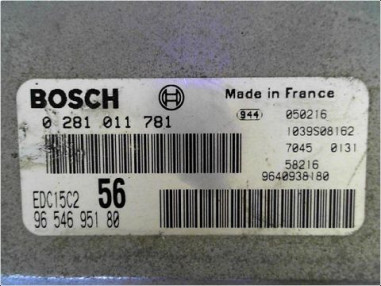 BOSCH
Made in France
0 281 011 781
944 050216
1039S08162
7045 0131
58216
9640938180
EDC15C2 56
96 546 951 80